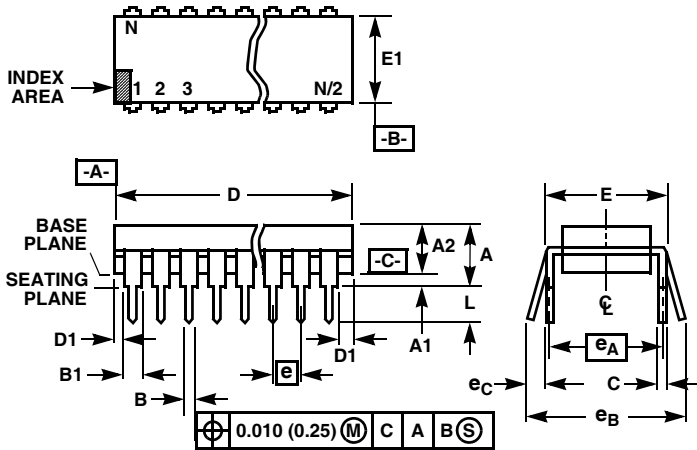 N
INDEX
AREA
1 2 3 N/2
E1
-B-
-A-
D
E
BASE
PLANE
A2
A
-C-
SEATING
PLANE
L
C
L
D1
A1
D1
eA
B1
e
eC
C
B
eB
0.010 (0.25) M C A B S